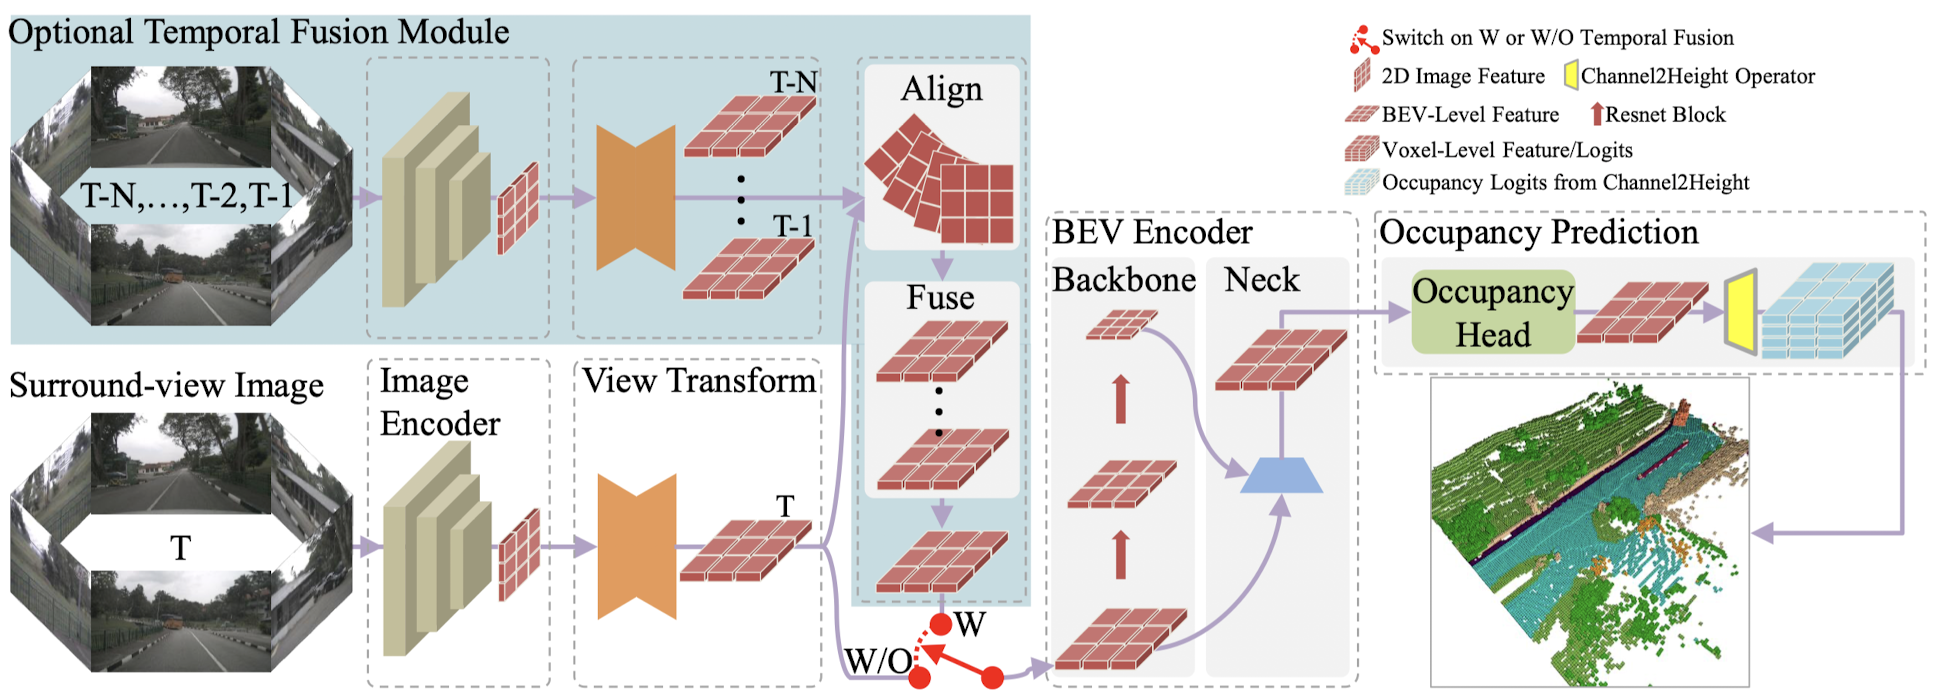 Optional Temporal Fusion Module
T-N,...,T-2,T-1
T-N
T-1
Align
Fuse
Surround-view Image
T
Image
Encoder
View Transform
T
W
W/O
BEV Encoder
Backbone
Neck
Switch on W or W/O Temporal Fusion
2D Image Feature
Channel2Height Operator
BEV-Level Feature
Resnet Block
Voxel-Level Feature/Logits
Occupancy Logits from Channel2Height
Occupancy Prediction
Occupancy
Head